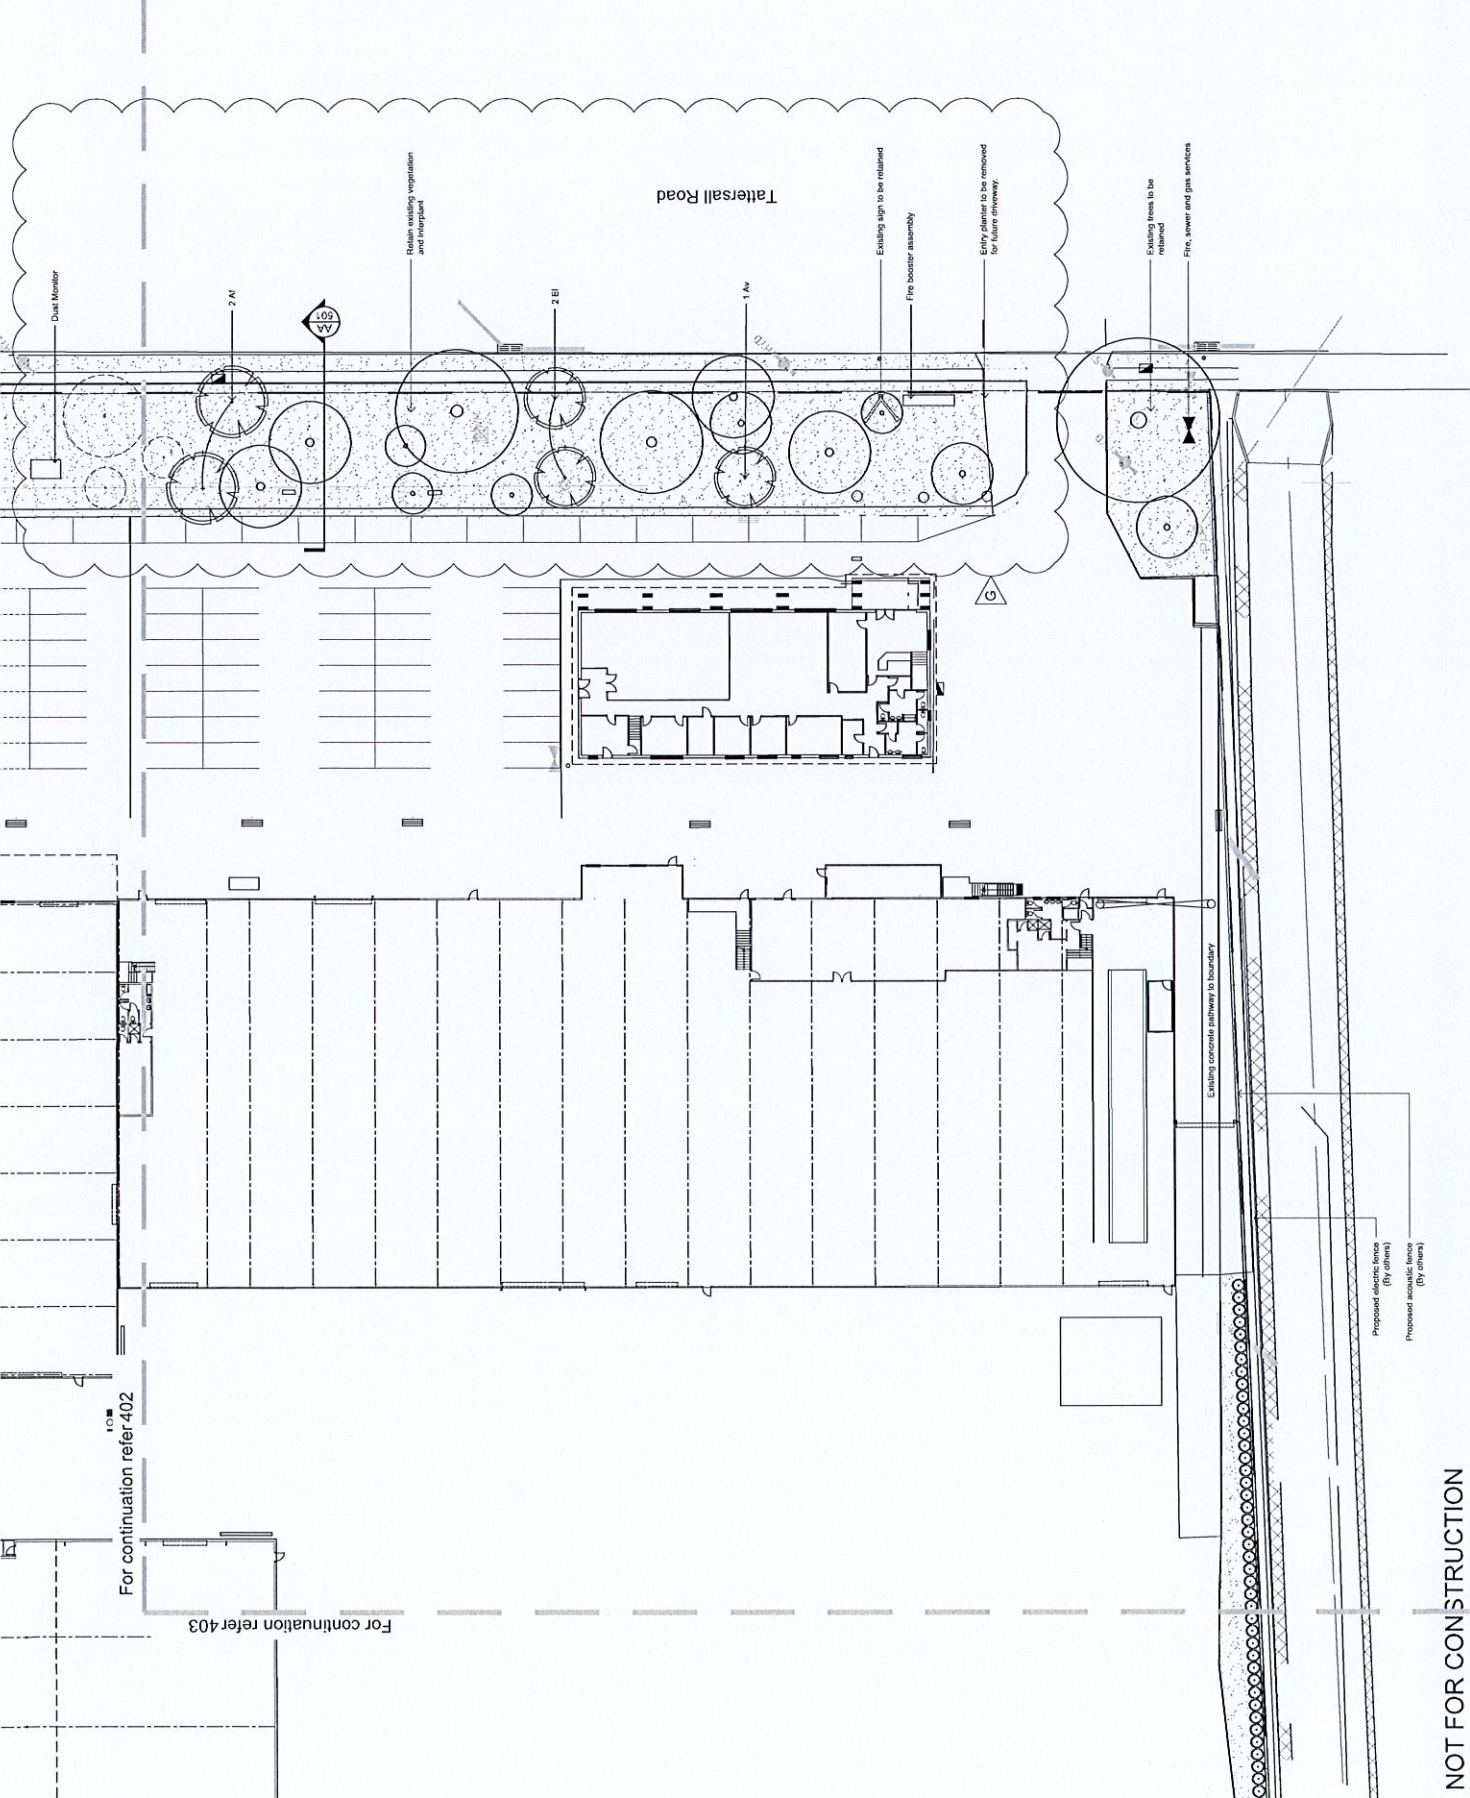 Tattersall Road
Dust Monitor
2 Af
AA
501
Retain existing vegetation
and interplant
2 El
1 Av
Existing sign to be retained
Fire booster assembly
Entry planter to be removed
for future driveway.
Existing trees to be
retained
Fire, sewer and gas services
G
Existing concrete pathway to boundary
Proposed electric fence
(By others)
Proposed acoustic fence
(By others)
For continuation refer 402
For continuation refer 403
NOT FOR CONSTRUCTION